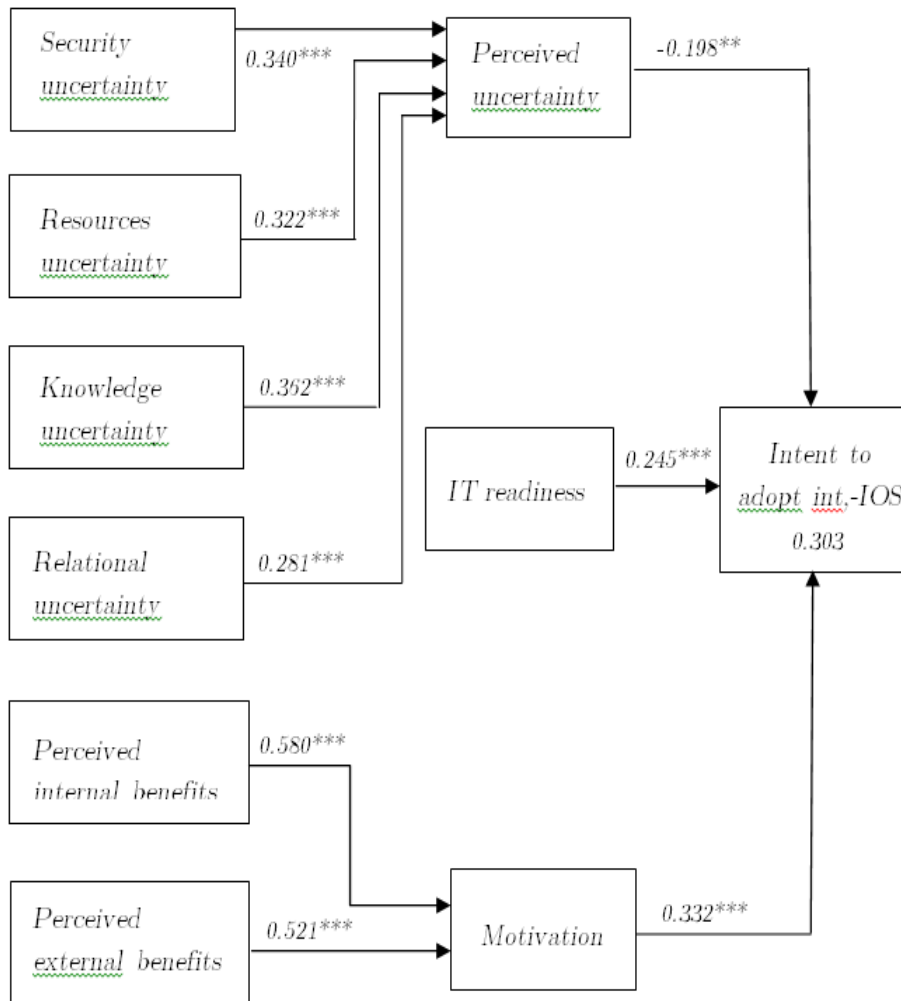 Security
uncertainty
0.340***
Perceived
uncertainty
-0.198**
Resources
uncertainty
0.322***
Knowledge
uncertainty
0.362***
IT readiness
0.245***
Intent to
adopt int,-IOS
0.303
Relational
uncertainty
0.281***
Perceived
internal benefits
0.580***
Perceived
external benefits
0.521***
Motivation
0.332***